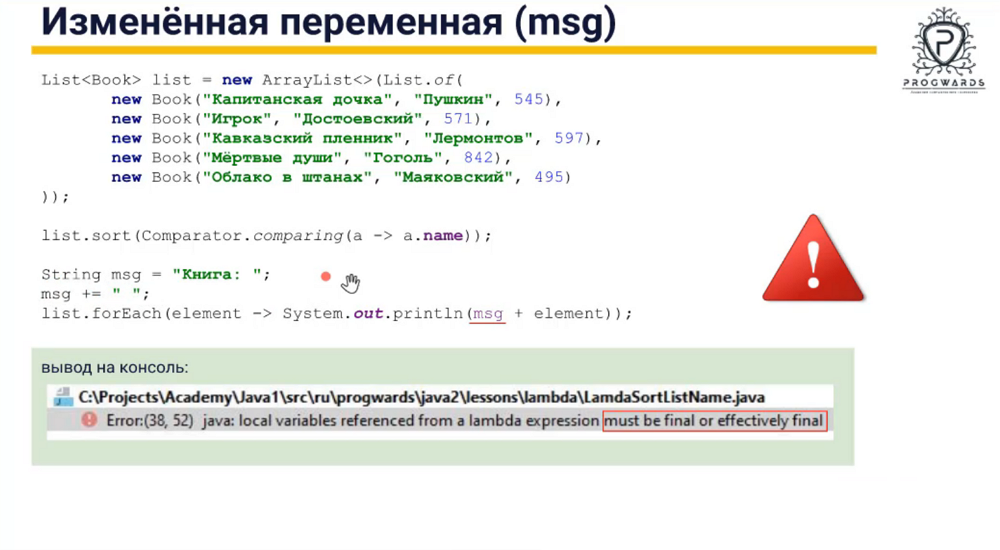 Изменённая переменная (msg)
PROGWARDS
List<Book> list = new ArrayList<>(List.of(
new Book("Капитанская дочка", "Пушкин", 545),
new Book("Игрок", "Достоевский", 571),
new Book("Кавказский пленник", "Лермонтов", 597),
new Book("Мёртвые души", "Гоголь", 842),
new Book("Облако в штанах", "Маяковский", 495)
));
list.sort(Comparator.comparing(a -> a.name));
String msg = "Книга: ";
msg += " ";
list.forEach(element -> System.out.println(msg + element));
вывод на консоль:
C:\Projects\Academy\Java1\src\ru\progwards\java2\lessons\lambda\LamdaSortListName.java
Error:(38, 52) java: local variables referenced from a lambda expression must be final or effectively final